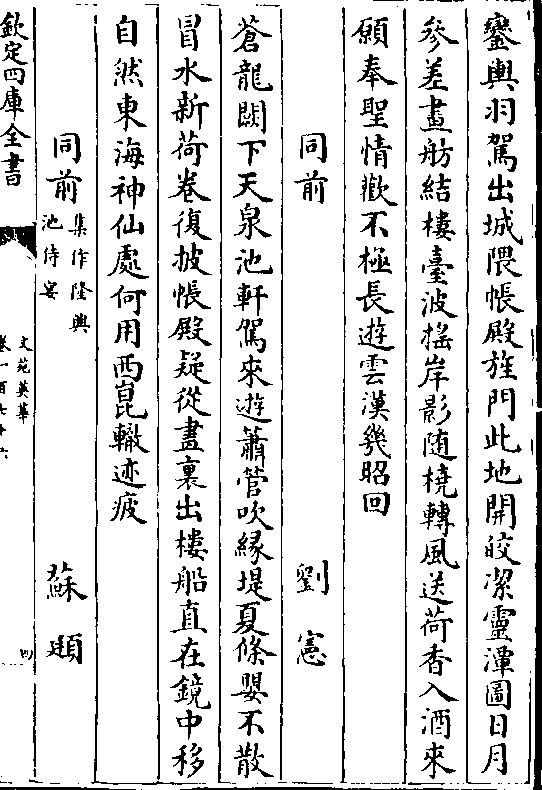 鑾輿羽駕出城隈帳殿旌門此地開皎潔靈潭圖日月
參差畫舫結樓臺波搖岸影随橈轉風送荷香入酒來
願奉聖情歡不極長遊雲漢幾昭回
同前 劉憲
蒼龍闕下天泉池軒駕來遊簫管吹緣堤夏條嬰不散
冒水新荷卷復披帳殿疑從畫裏出樓船直在鏡中移
自然東海神仙處何用西崑轍迹疲
同前 集作隆興池侍宴 蘇頲
欽定四庫全書 文苑英華 卷一百七十六 四